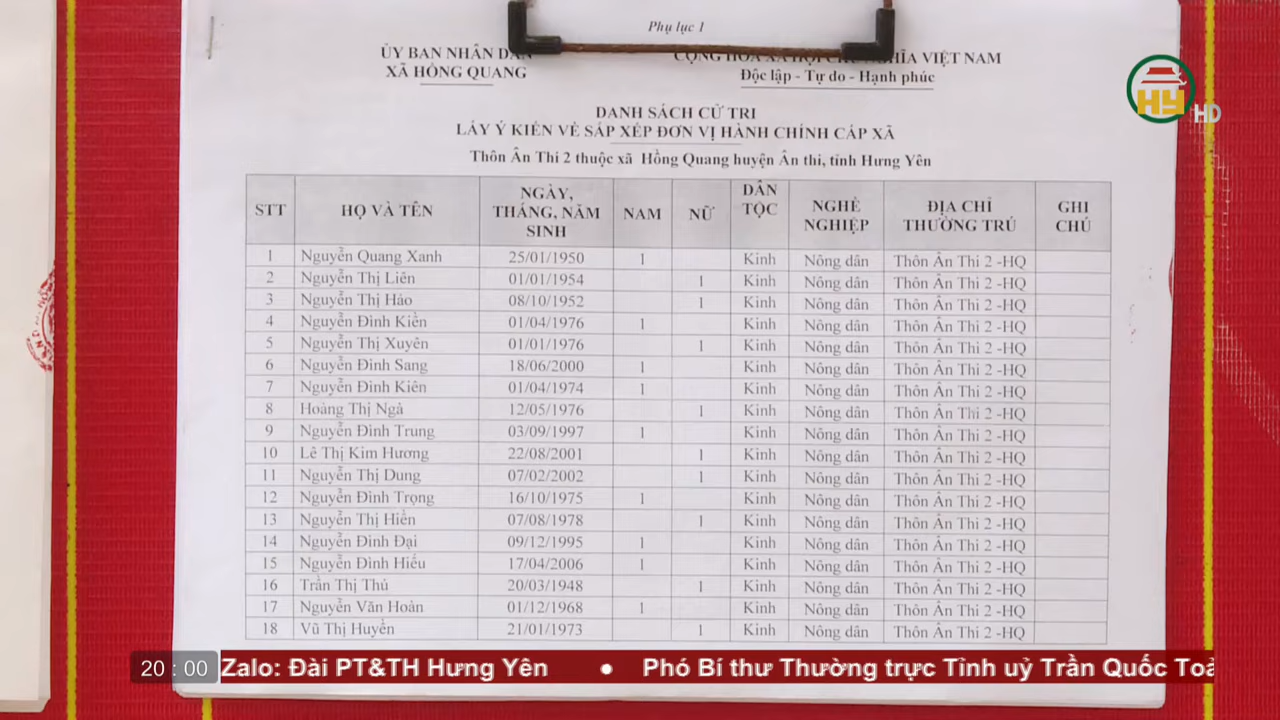 Phụ lục 1
ỦY BAN NHÂN DÂN
XÃ HỒNG QUANG
CỘNG HÒA XÃ HỘI CHỦ NGHĨA VIỆT NAM
Độc lập - Tự do - Hạnh phúc
HY HD
DANH SÁCH CỬ TRI
LẤY Ý KIẾN VỀ SẮP XẾP ĐƠN VỊ HÀNH CHÍNH CẤP XÃ
Thôn Ân Thi 2 thuộc xã Hồng Quang huyện Ân thi, tỉnh Hưng Yên
STT HỌ VÀ TÊN NGÀY, THÁNG, NĂM SINH NAM NỮ DÂN TỘC NGHỀ NGHIỆP ĐỊA CHỈ THƯỜNG TRÚ GHI CHÚ
1 Nguyễn Quang Xanh 25/01/1950 1 Kinh Nông dân Thôn Ân Thi 2 -HQ
2 Nguyễn Thị Liên 01/01/1954 1 Kinh Nông dân Thôn Ân Thi 2 -HQ
3 Nguyễn Thị Hảo 08/10/1952 1 Kinh Nông dân Thôn Ân Thi 2 -HQ
4 Nguyễn Đình Kiền 01/04/1976 1 Kinh Nông dân Thôn Ân Thi 2 -HQ
5 Nguyễn Thị Xuyên 01/01/1976 1 Kinh Nông dân Thôn Ân Thi 2 -HQ
6 Nguyễn Đình Sang 18/06/2000 1 Kinh Nông dân Thôn Ân Thi 2 -HQ
7 Nguyễn Đình Kiên 01/04/1974 1 Kinh Nông dân Thôn Ân Thi 2 -HQ
8 Hoàng Thị Ngà 12/05/1976 1 Kinh Nông dân Thôn Ân Thi 2 -HQ
9 Nguyễn Đình Trung 03/09/1997 1 Kinh Nông dân Thôn Ân Thi 2 -HQ
10 Lê Thị Kim Hương 22/08/2001 1 Kinh Nông dân Thôn Ân Thi 2 -HQ
11 Nguyễn Thị Dung 07/02/2002 1 Kinh Nông dân Thôn Ân Thi 2 -HQ
12 Nguyễn Đình Trọng 16/10/1975 1 Kinh Nông dân Thôn Ân Thi 2 -HQ
13 Nguyễn Thị Hiền 07/08/1978 1 Kinh Nông dân Thôn Ân Thi 2 -HQ
14 Nguyễn Đình Đại 09/12/1995 1 Kinh Nông dân Thôn Ân Thi 2 -HQ
15 Nguyễn Đình Hiếu 17/04/2006 1 Kinh Nông dân Thôn Ân Thi 2 -HQ
16 Trần Thị Thủ 20/03/1948 1 Kinh Nông dân Thôn Ân Thi 2 -HQ
17 Nguyễn Văn Hoàn 01/12/1968 1 Kinh Nông dân Thôn Ân Thi 2 -HQ
18 Vũ Thị Huyền 21/01/1973 1 Kinh Nông dân Thôn Ân Thi 2 -HQ
20 : 00 Zalo: Đài PT&TH Hưng Yên • Phó Bí thư Thường trực Tỉnh uỷ Trần Quốc Toả